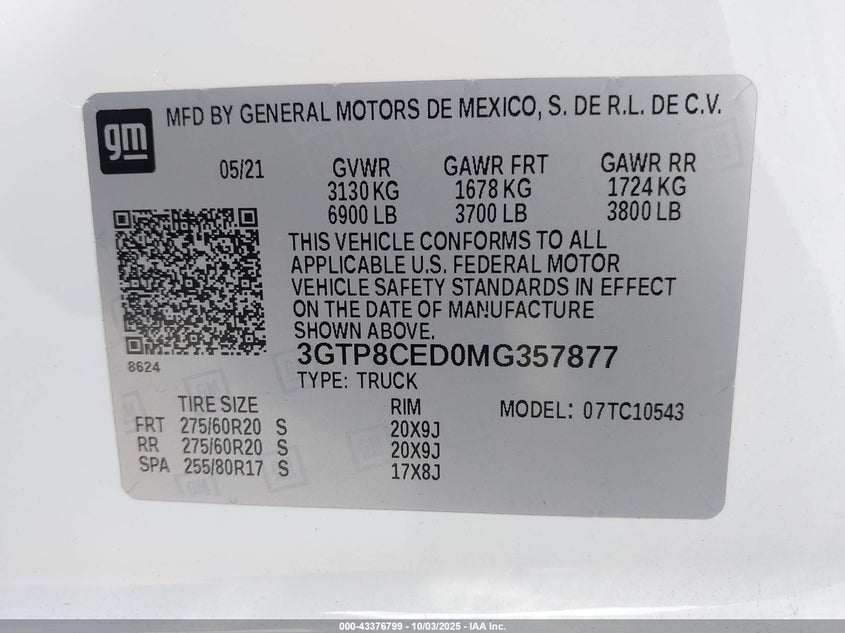 gm
MFD BY GENERAL MOTORS DE MEXICO, S. DE R.L. DE C.V.
05/21 GVWR GAWR FRT GAWR RR
3130 KG 1678 KG 1724 KG
6900 LB 3700 LB 3800 LB
THIS VEHICLE CONFORMS TO ALL
APPLICABLE U.S. FEDERAL MOTOR
VEHICLE SAFETY STANDARDS IN EFFECT
ON THE DATE OF MANUFACTURE
SHOWN ABOVE.
8624
3GTP8CED0MG357877
TYPE: TRUCK
TIRE SIZE RIM MODEL: 07TC10543
FRT 275/60R20 S 20X9J
RR 275/60R20 S 20X9J
SPA 255/80R17 S 17X8J
000-43376799 - 10/03/2025 - IAA Inc.